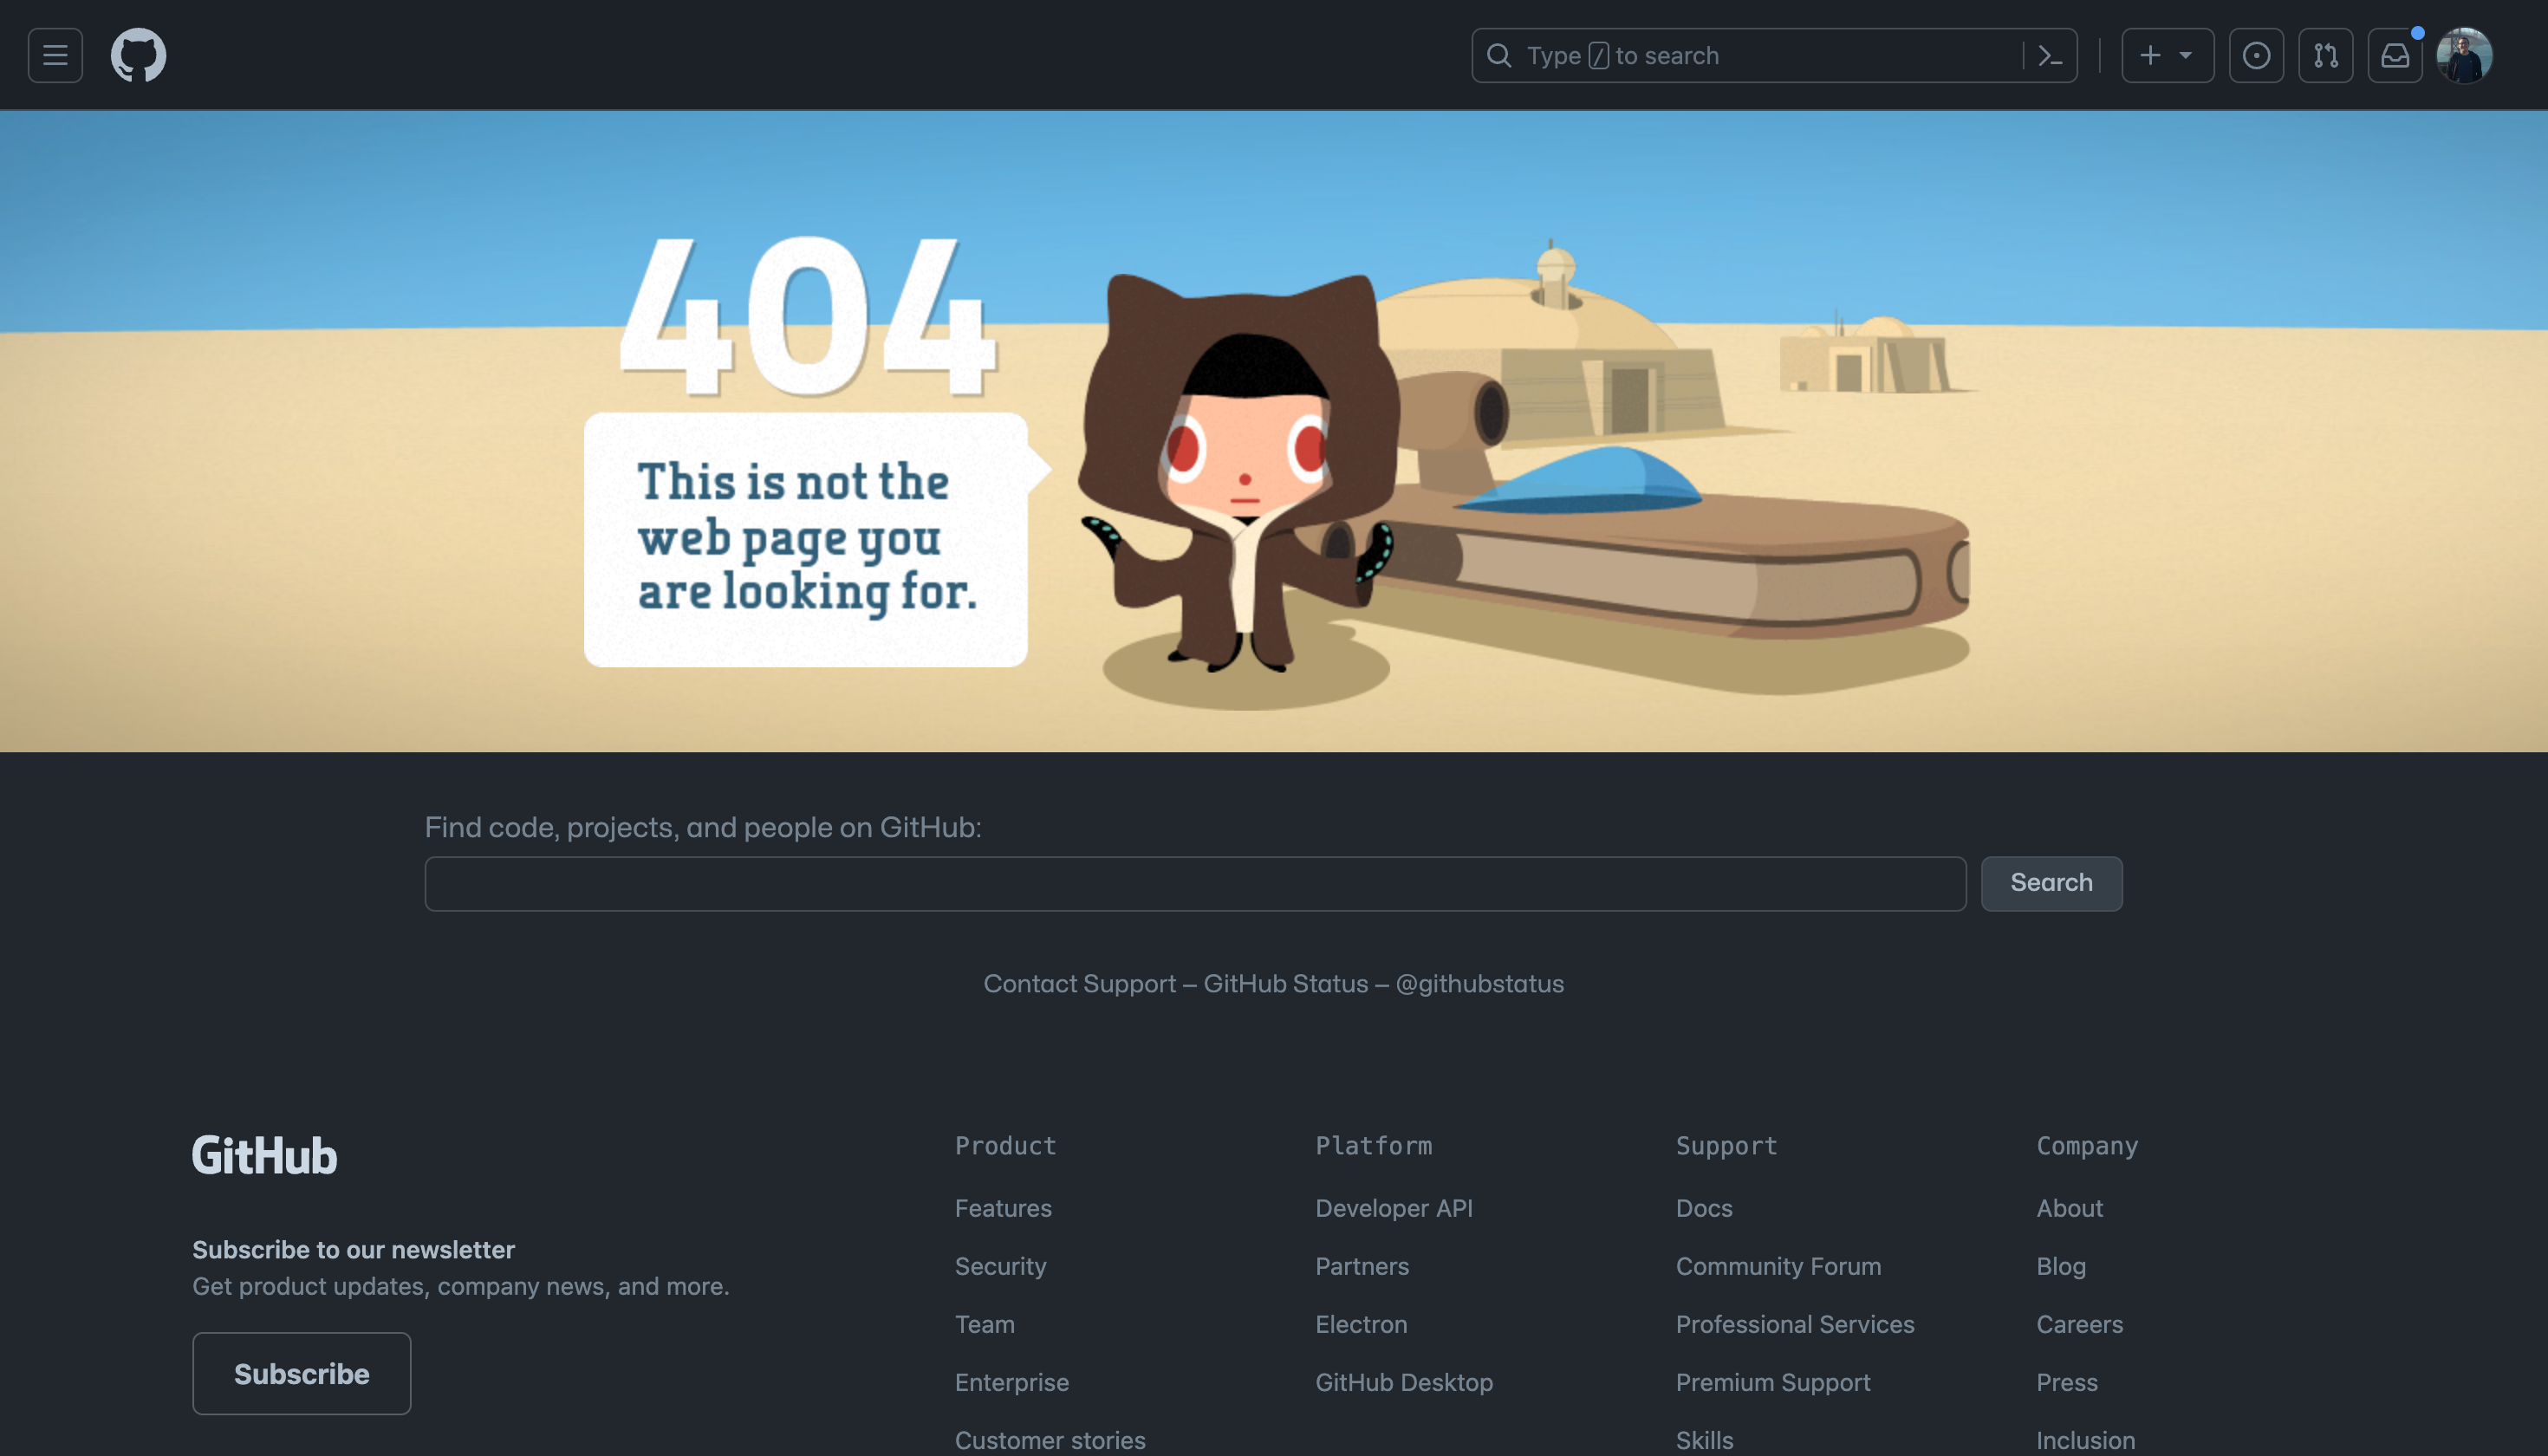 Type / to search
404
This is not the
web page you
are looking for.
Find code, projects, and people on GitHub:
Search
Contact Support — GitHub Status — @githubstatus
GitHub
Subscribe to our newsletter
Get product updates, company news, and more.
Subscribe
Product
Features
Security
Team
Enterprise
Customer stories
Platform
Developer API
Partners
Electron
GitHub Desktop
Support
Docs
Community Forum
Professional Services
Premium Support
Skills
Company
About
Blog
Careers
Press
Inclusion